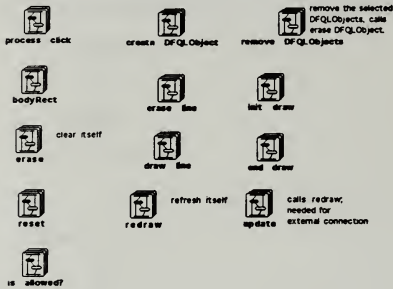 remove the selected
DFQLObjects, calls
erase DFQLObject.
process click
create DFQLObject
remove DFQLObjects
bodyRect
erase line
init draw
clear itself
erase
draw line
end draw
refresh itself
calls redraw;
needed for
external connection
reset
redraw
update
is allowed?